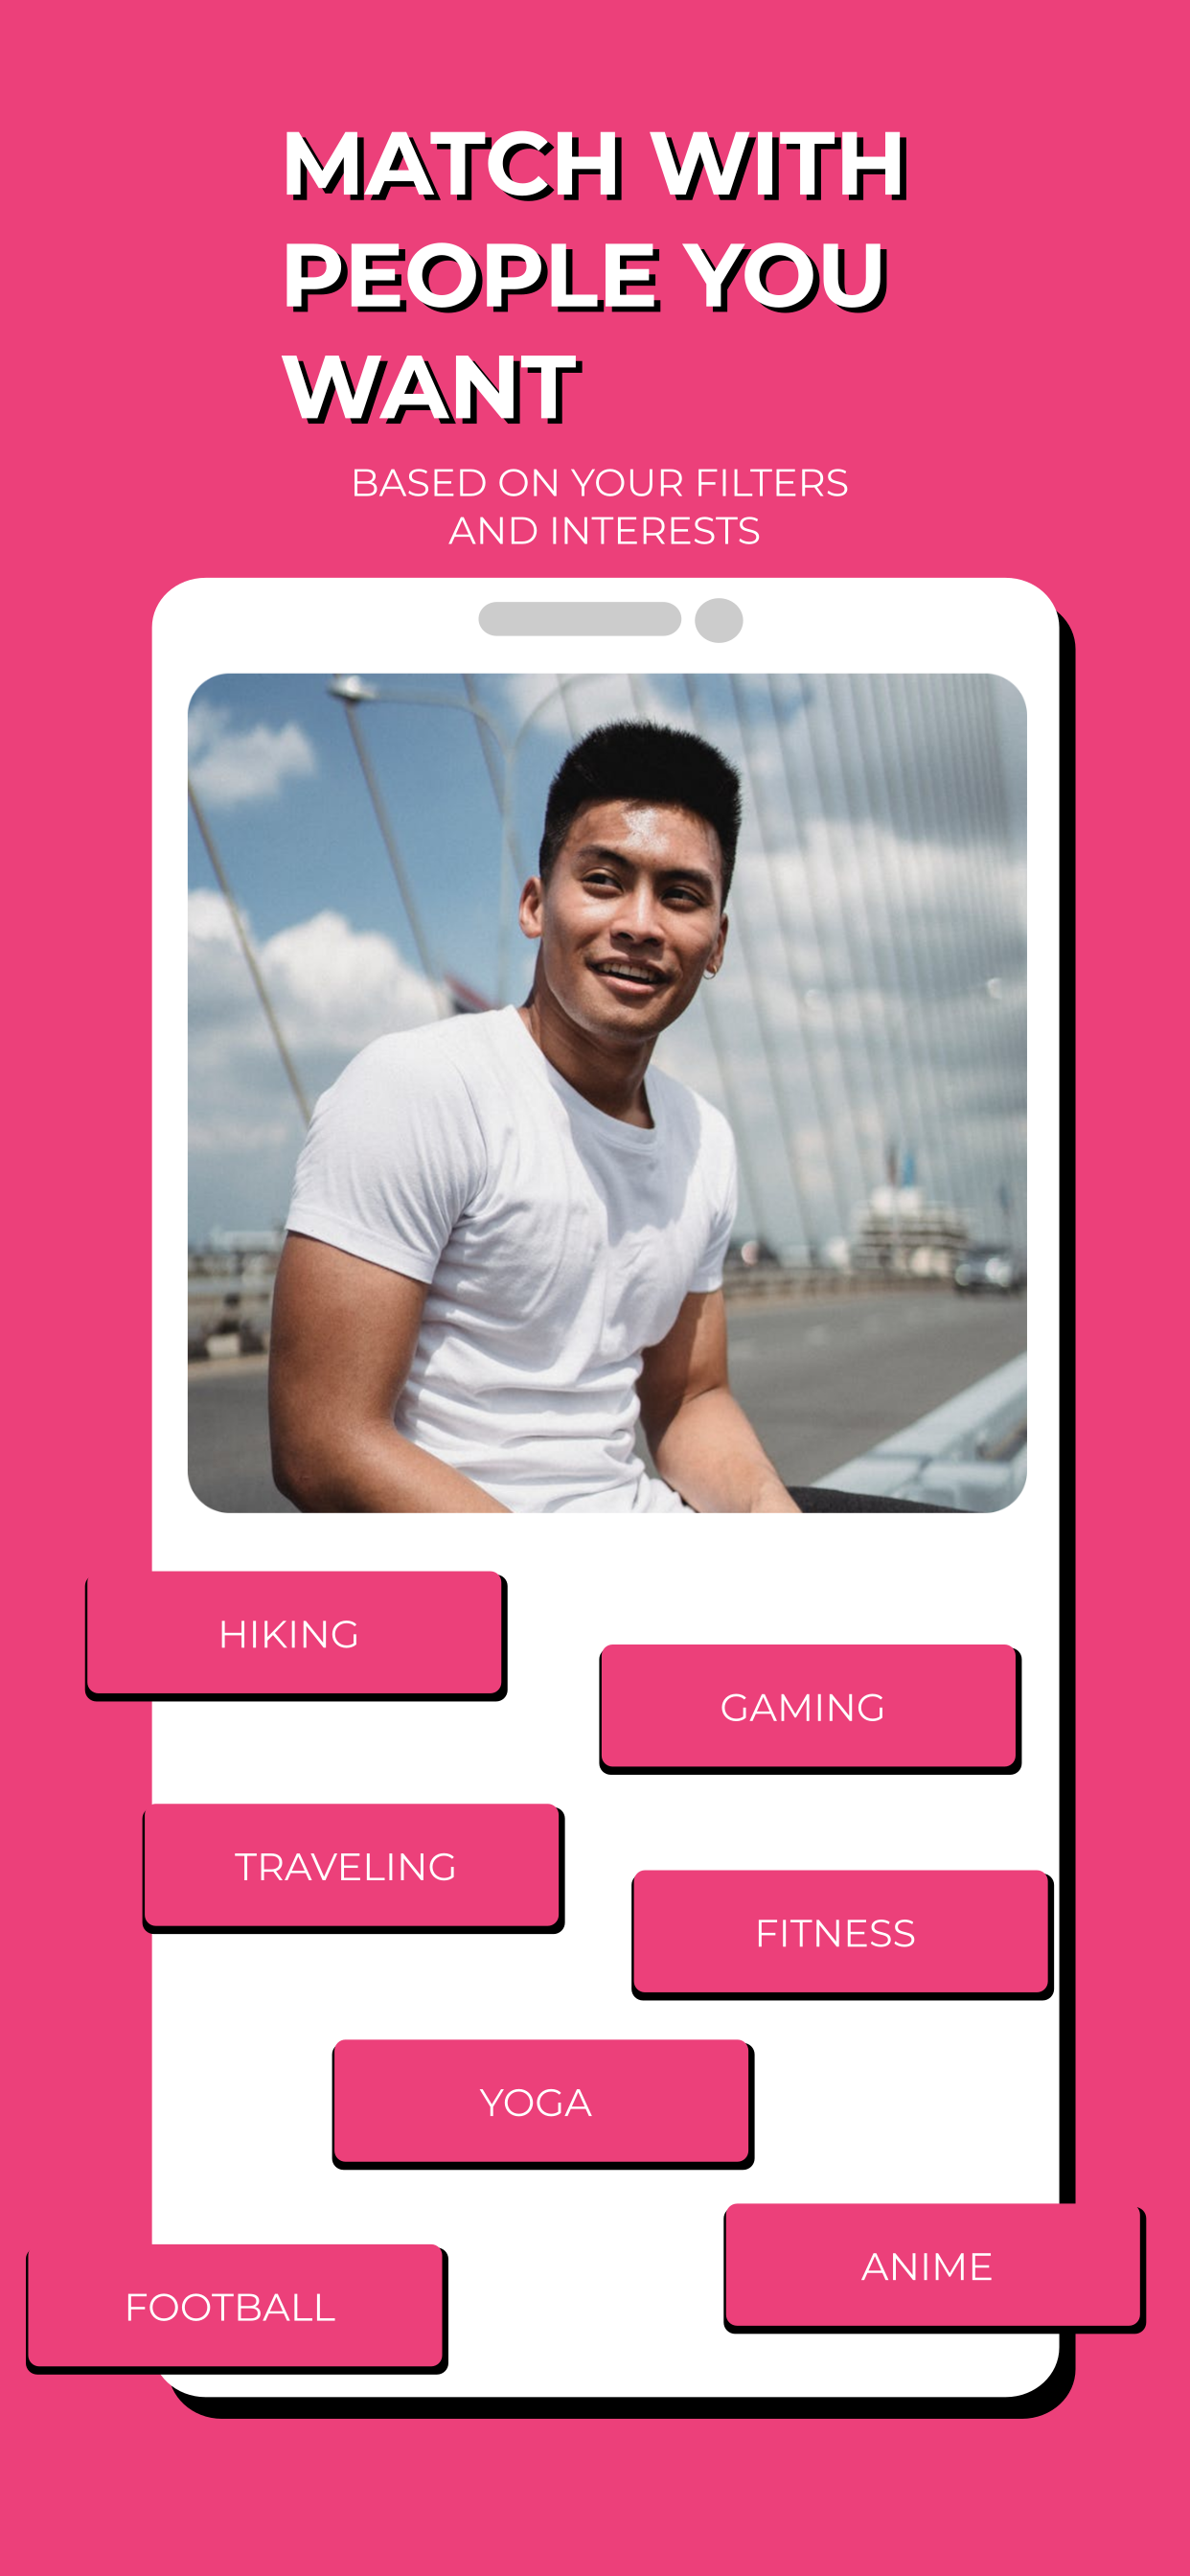 MATCH WITH
PEOPLE YOU
WANT
BASED ON YOUR FILTERS
AND INTERESTS
HIKING
GAMING
TRAVELING
FITNESS
YOGA
ANIME
FOOTBALL